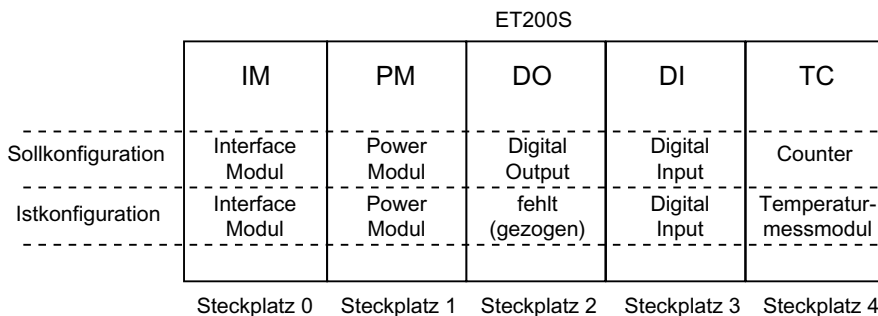 ET200S
IM PM DO DI TC
Sollkonfiguration Interface Modul Power Modul Digital Output Digital Input Counter
Istkonfiguration Interface Modul Power Modul fehlt (gezogen) Digital Input Temperatur- messmodul
Steckplatz 0 Steckplatz 1 Steckplatz 2 Steckplatz 3 Steckplatz 4